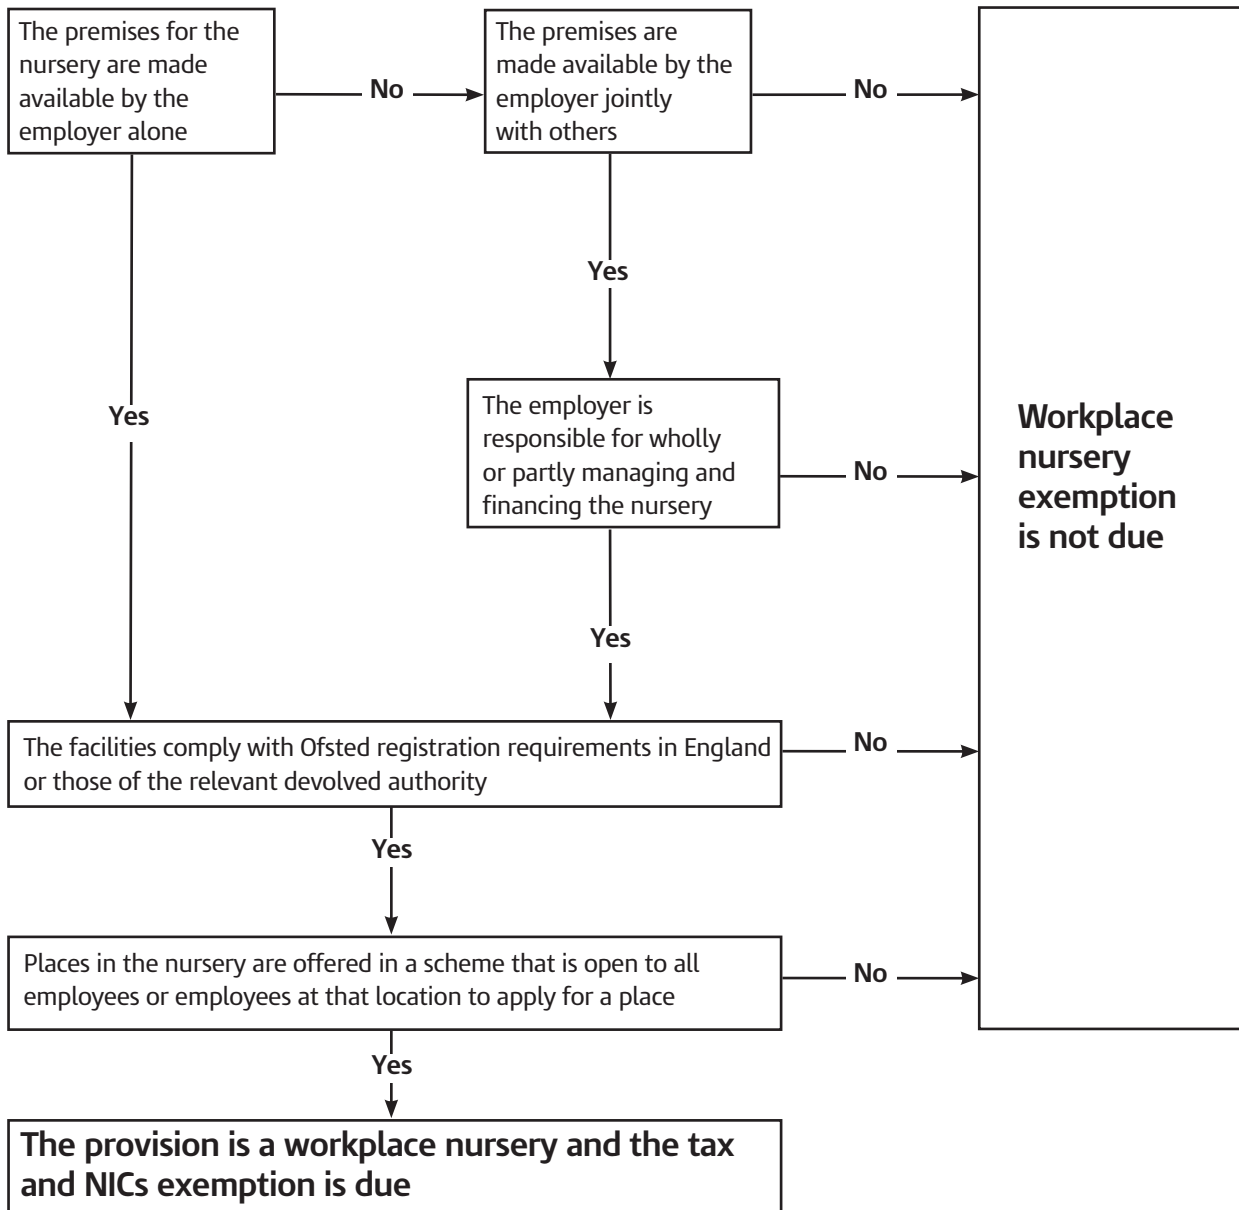 The premises for the
nursery are made
available by the
employer alone
No
The premises are
made available by the
employer jointly
with others
No
Yes
Yes
The employer is
responsible for wholly
or partly managing and
financing the nursery
No
Workplace
nursery
exemption
is not due
Yes
The facilities comply with Ofsted registration requirements in England
or those of the relevant devolved authority
No
Yes
Places in the nursery are offered in a scheme that is open to all
employees or employees at that location to apply for a place
No
Yes
The provision is a workplace nursery and the tax
and NICs exemption is due